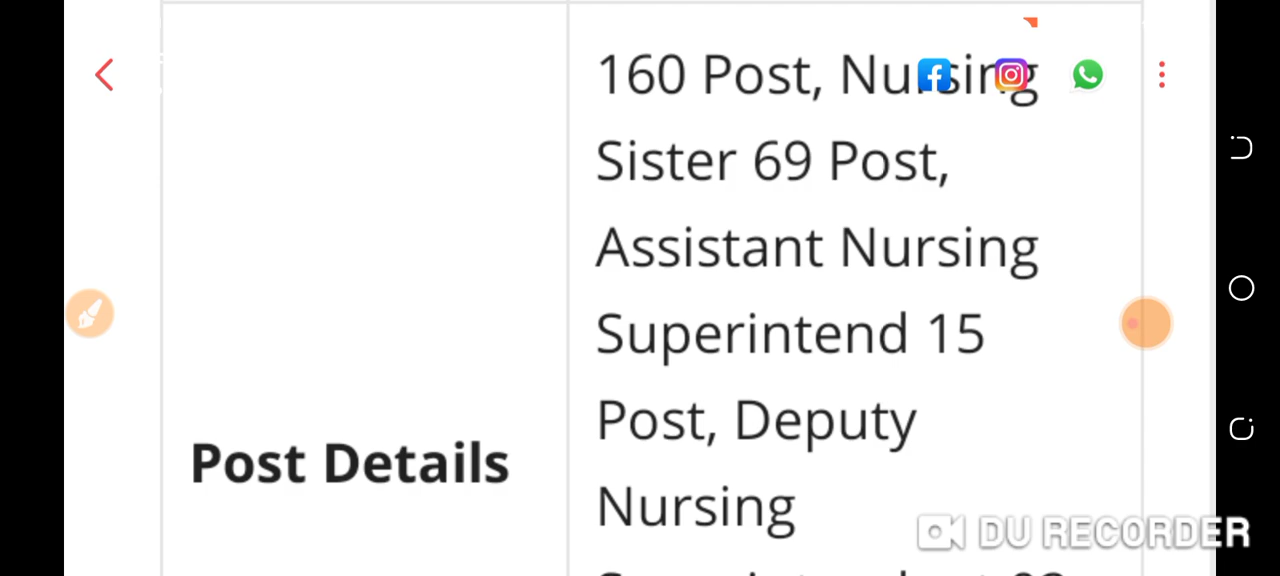 160 Post, Nursing
Sister 69 Post,
Assistant Nursing
Superintend 15
Post, Deputy
Post Details
Nursing
DU RECORDER